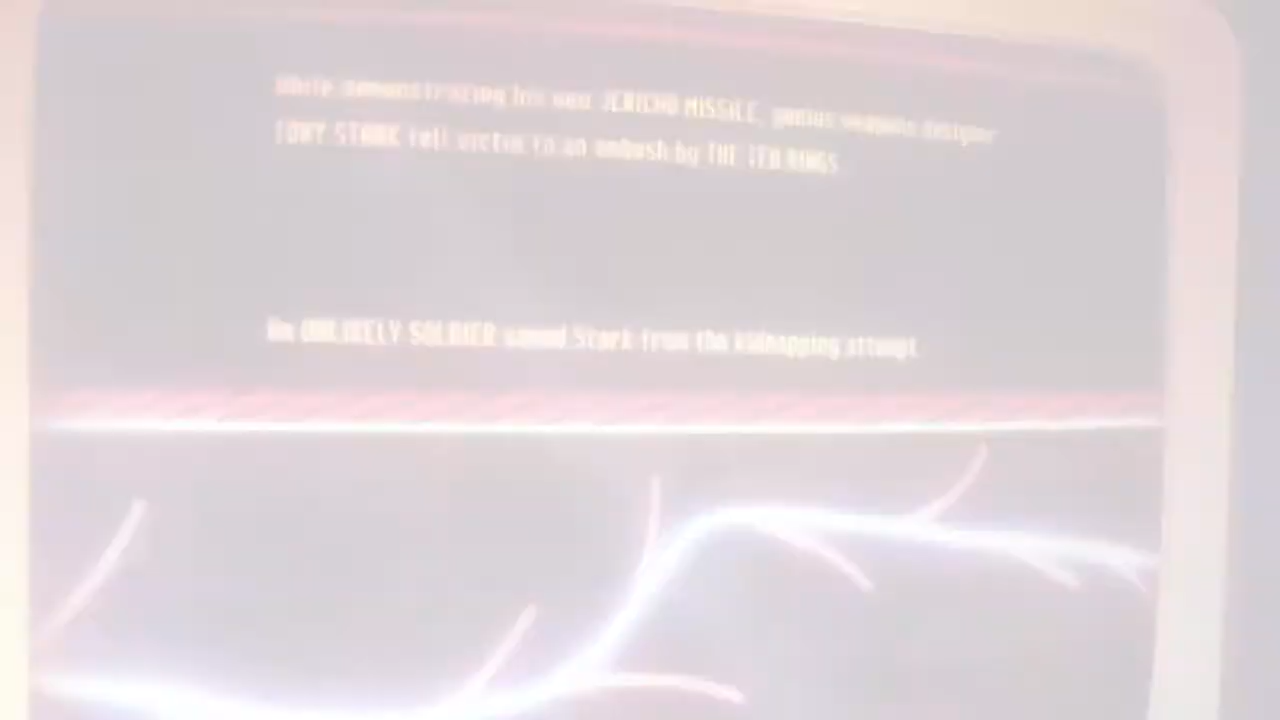 While demonstrating his new JERICHO MISSILE, genius weapons designer
TONY STARK fell victim to an ambush by THE TEN RINGS
An UNLIKELY SOLDIER saved Stark from the kidnapping attempt